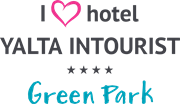 I hotel
YALTA INTOURIST
★★★★
Green Park